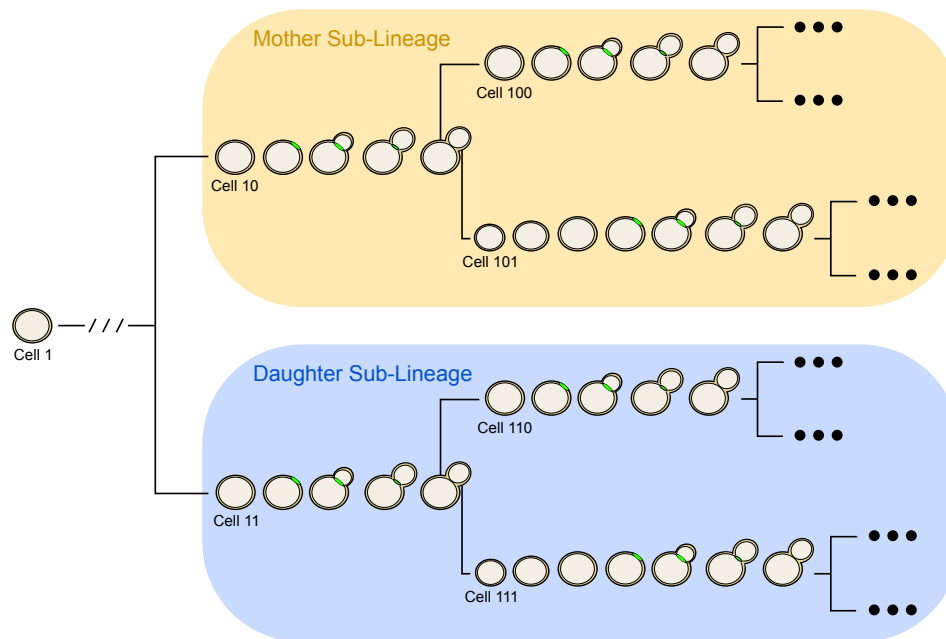 Mother Sub-Lineage
Cell 100
Cell 10
Cell 101
Cell 1
Daughter Sub-Lineage
Cell 110
Cell 11
Cell 111